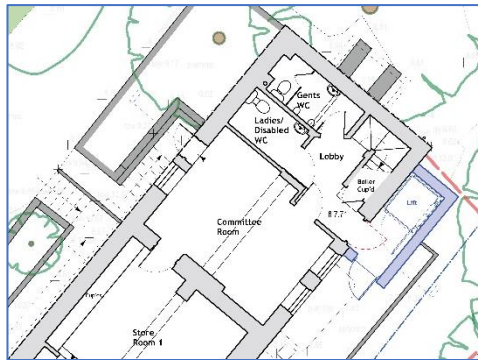 Gents
WC
Ladies/
Disabled
WC
Lobby
Boiler
Cup'd
Lift
Committee
Room
Store
Room 1